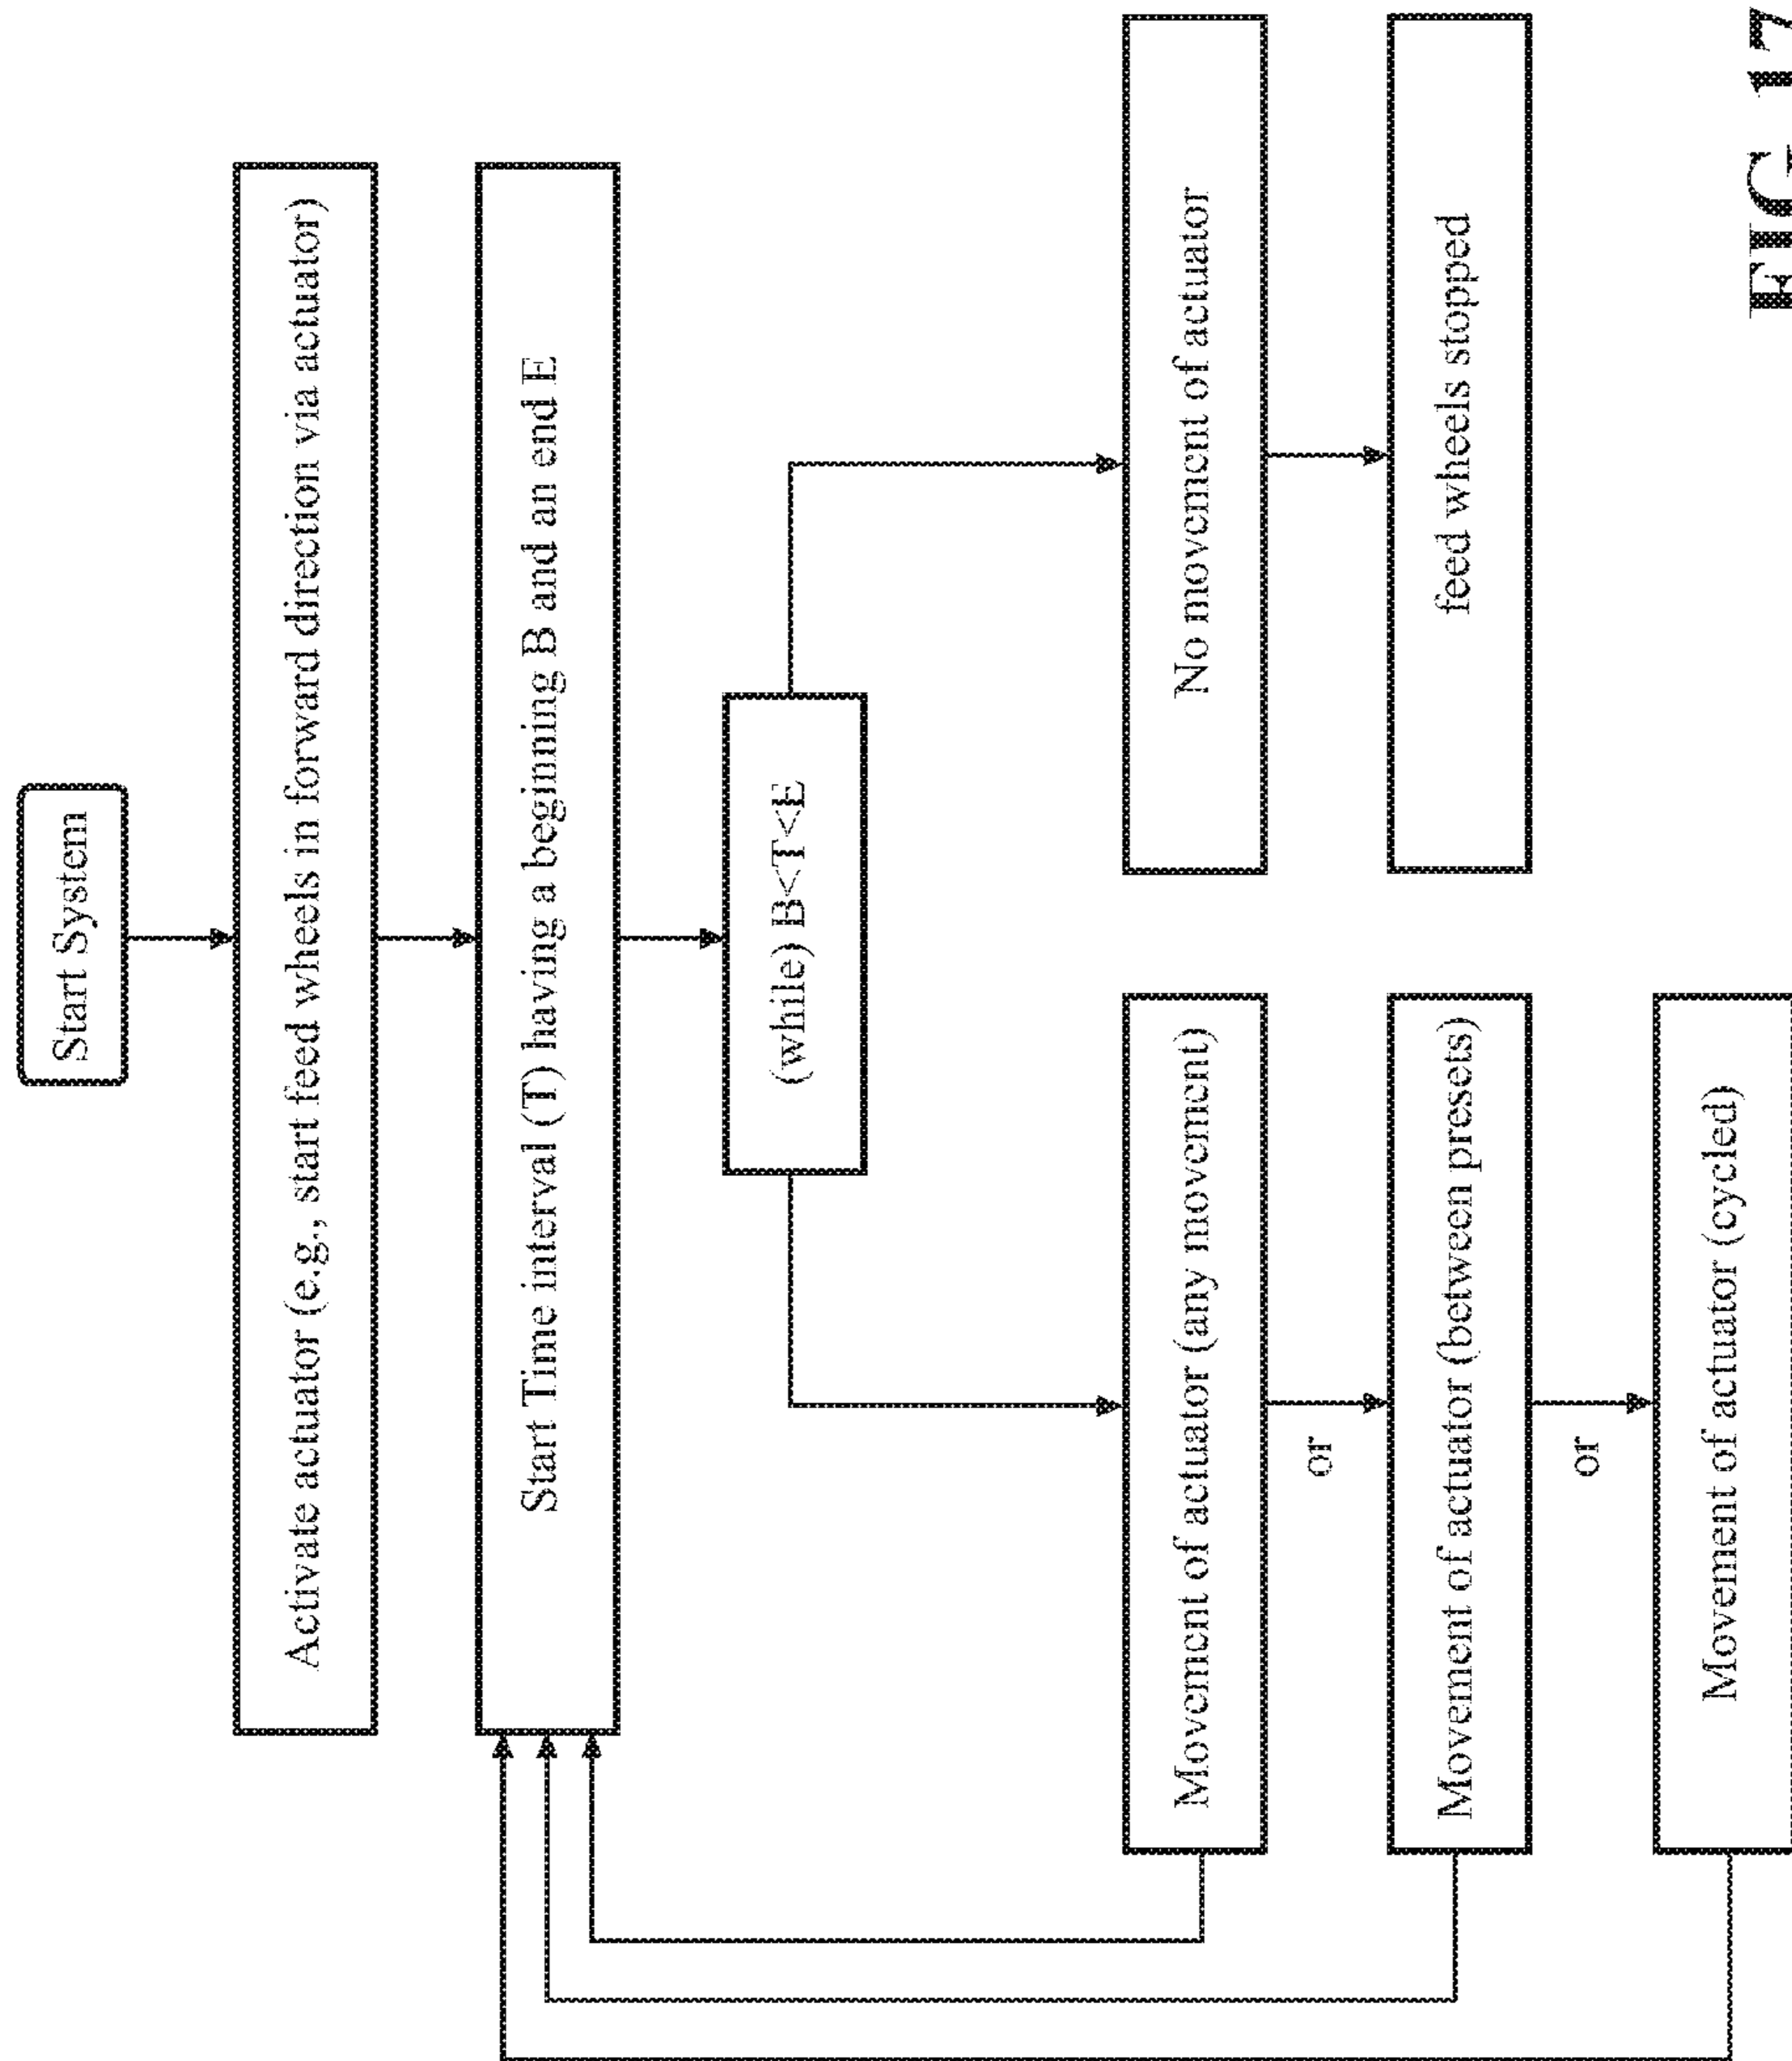 Start System
Activate actuator (e.g., start feed wheels in forward direction via actuator)
Start Time interval (T) having a beginning B and an end E
(while) B<T<E
Movement of actuator (any movement)
No movement of actuator
or
Movement of actuator (between presets)
feed wheels stopped
or
Movement of actuator (cycled)
FIG 17